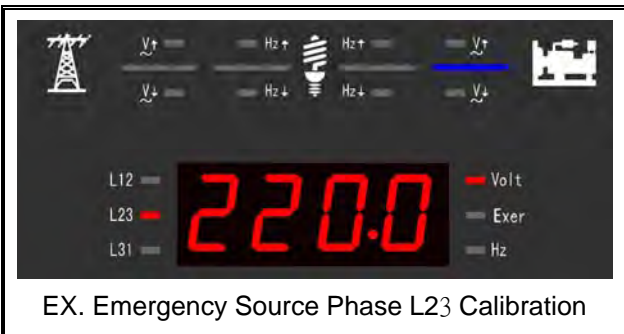 V↑ Hz↑ Hz↑ V↑
V↓ Hz↓ Hz↓ V↓
L12 Volt
L23 220.0 Exer
L31 Hz
EX. Emergency Source Phase L23 Calibration